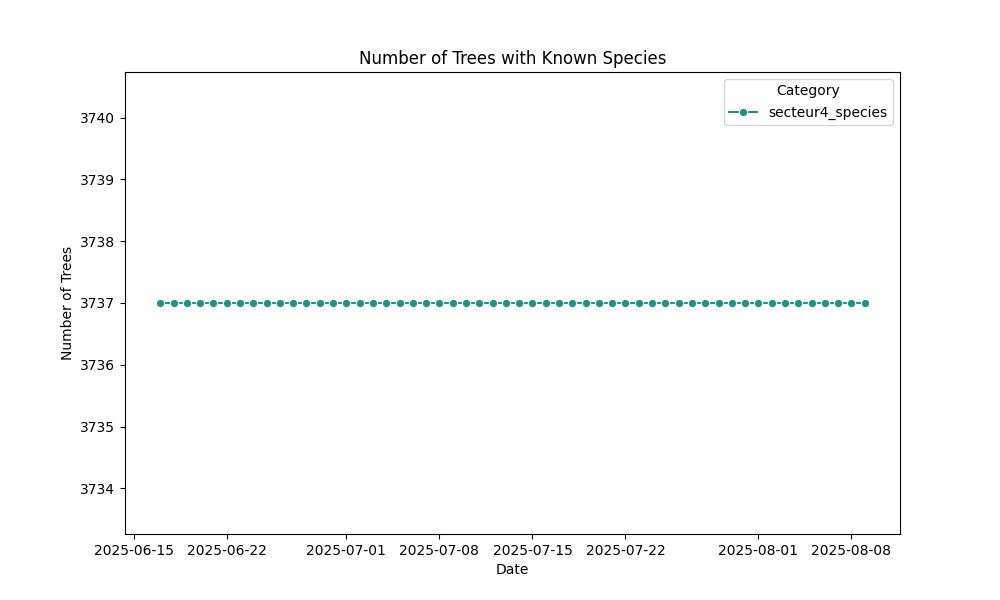 Number of Trees with Known Species
Category
secteur4_species
3740
3739
3738
3737
3736
3735
3734
Number of Trees
2025-06-15 2025-06-22 2025-07-01 2025-07-08 2025-07-15 2025-07-22 2025-08-01 2025-08-08
Date